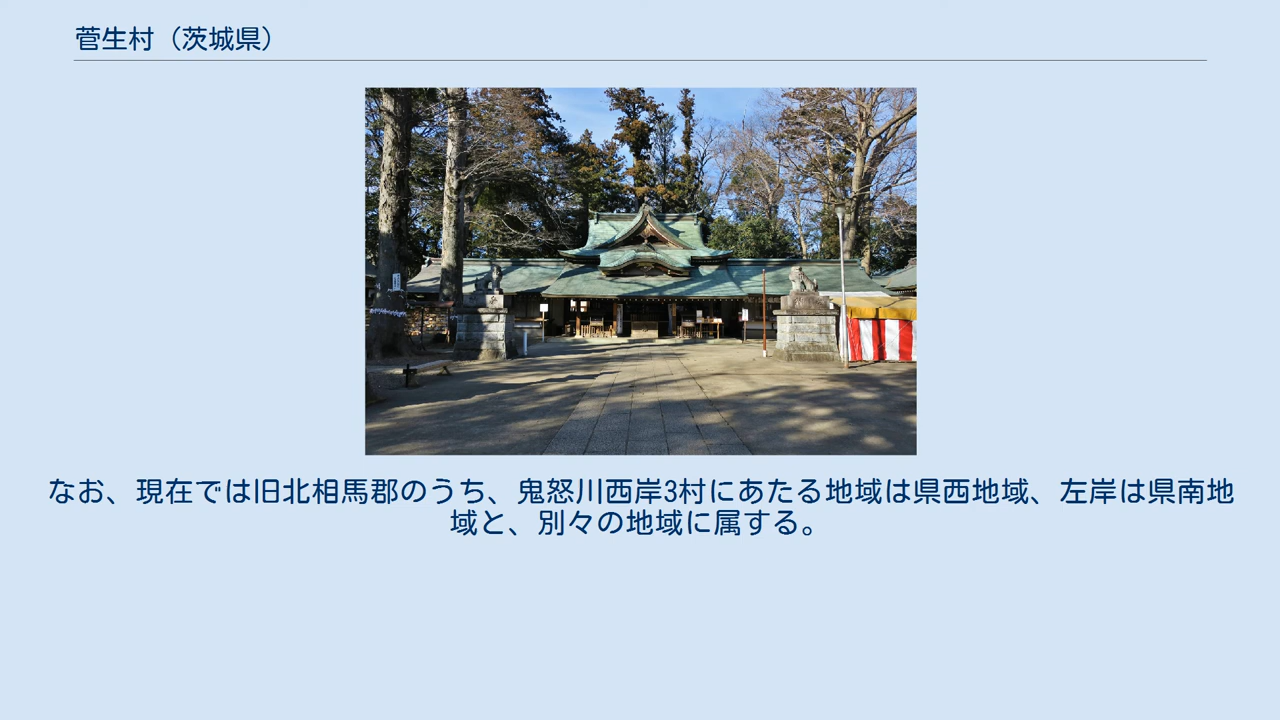 菅生村（茨城県）
なお、現在では旧北相馬郡のうち、鬼怒川西岸3村にあたる地域は県西地域、左岸は県南地
域と、別々の地域に属する。